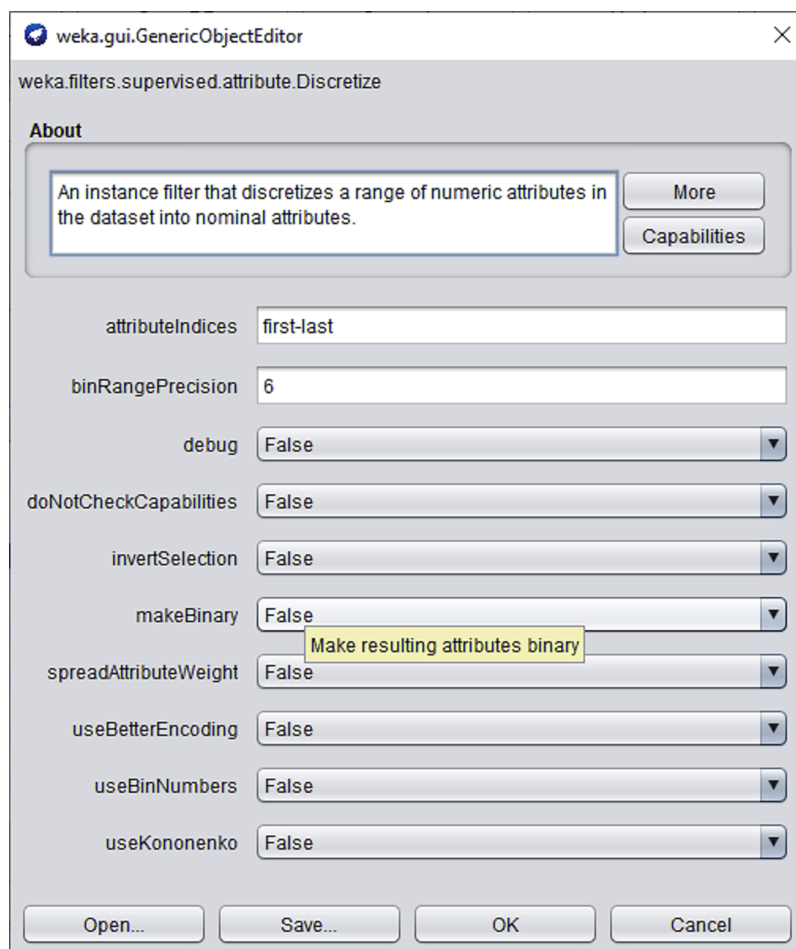 weka.gui.GenericObjectEditor
weka.filters.supervised.attribute.Discretize
About
An instance filter that discretizes a range of numeric attributes in
the dataset into nominal attributes.
More
Capabilities
attributeIndices first-last
binRangePrecision 6
debug False
doNotCheckCapabilities False
invertSelection False
makeBinary False
Make resulting attributes binary
spreadAttributeWeight False
useBetterEncoding False
useBinNumbers False
useKononenko False
Open... Save... OK Cancel